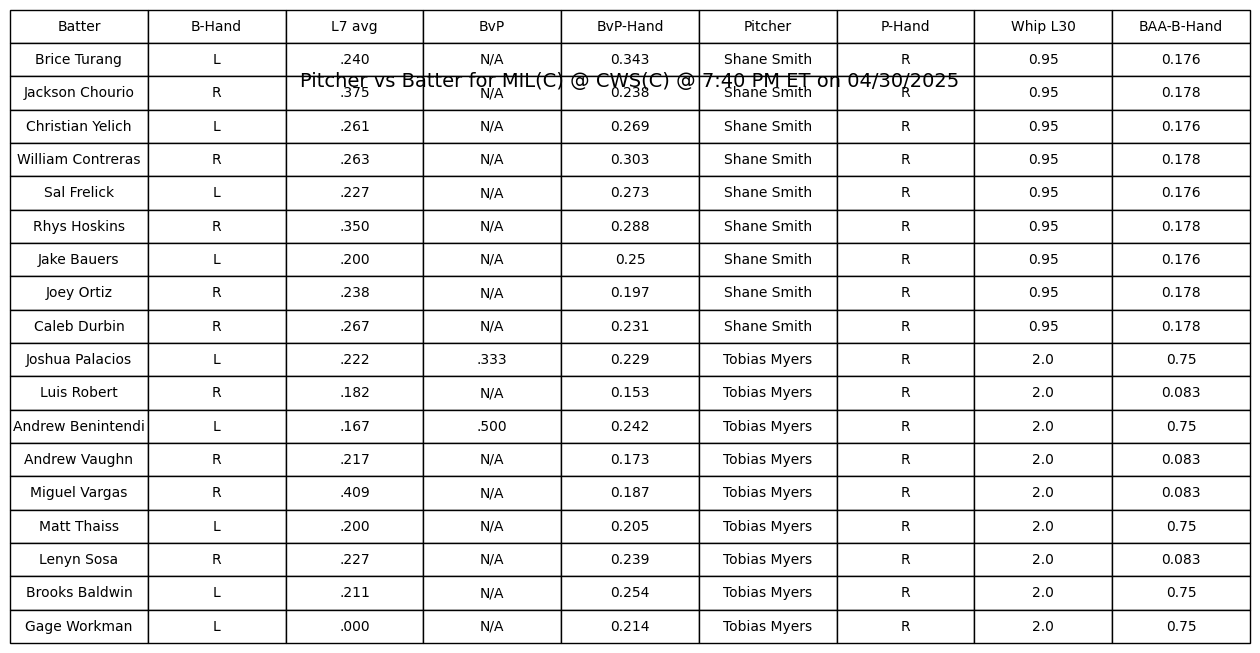 Batter B-Hand L7 avg BvP BvP-Hand Pitcher P-Hand Whip L30 BAA-B-Hand
Brice Turang L .240 N/A 0.343 Shane Smith R 0.95 0.176
Pitcher vs Batter for MIL(C) @ CWS(C) @ 7:40 PM ET on 04/30/2025
Jackson Chourio R .375 N/A 0.238 Shane Smith R 0.95 0.178
Christian Yelich L .261 N/A 0.269 Shane Smith R 0.95 0.176
William Contreras R .263 N/A 0.303 Shane Smith R 0.95 0.178
Sal Frelick L .227 N/A 0.273 Shane Smith R 0.95 0.176
Rhys Hoskins R .350 N/A 0.288 Shane Smith R 0.95 0.178
Jake Bauers L .200 N/A 0.25 Shane Smith R 0.95 0.176
Joey Ortiz R .238 N/A 0.197 Shane Smith R 0.95 0.178
Caleb Durbin R .267 N/A 0.231 Shane Smith R 0.95 0.178
Joshua Palacios L .222 .333 0.229 Tobias Myers R 2.0 0.75
Luis Robert R .182 N/A 0.153 Tobias Myers R 2.0 0.083
Andrew Benintendi L .167 .500 0.242 Tobias Myers R 2.0 0.75
Andrew Vaughn R .217 N/A 0.173 Tobias Myers R 2.0 0.083
Miguel Vargas R .409 N/A 0.187 Tobias Myers R 2.0 0.083
Matt Thaiss L .200 N/A 0.205 Tobias Myers R 2.0 0.75
Lenyn Sosa R .227 N/A 0.239 Tobias Myers R 2.0 0.083
Brooks Baldwin L .211 N/A 0.254 Tobias Myers R 2.0 0.75
Gage Workman L .000 N/A 0.214 Tobias Myers R 2.0 0.75